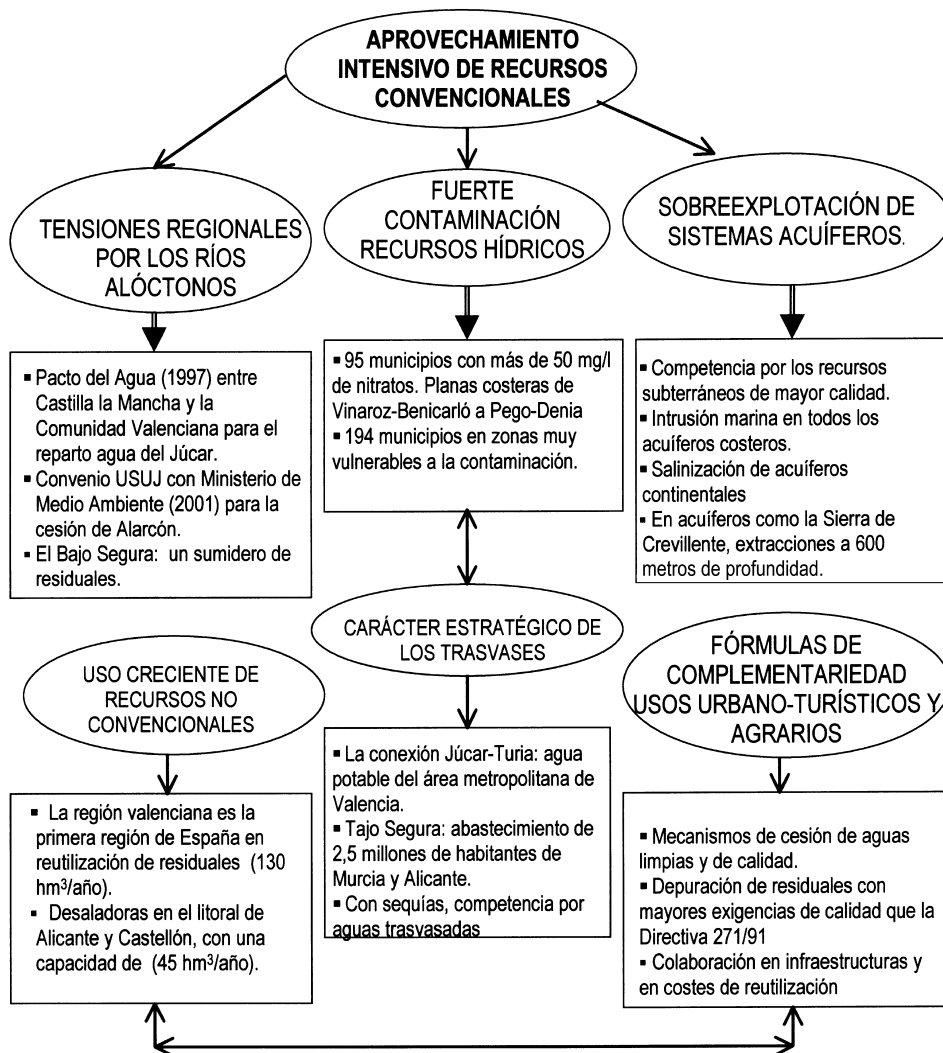 APROVECHAMIENTO
INTENSIVO DE RECURSOS
CONVENCIONALES
TENSIONES REGIONALES
POR LOS RÍOS
ALÓCTONOS
FUERTE
CONTAMINACIÓN
RECURSOS HÍDRICOS
SOBREEXPLOTACIÓN DE
SISTEMAS ACUÍFEROS.
▪ Pacto del Agua (1997) entre
Castilla la Mancha y la
Comunidad Valenciana para el
reparto agua del Júcar.
▪ Convenio USUJ con Ministerio de
Medio Ambiente (2001) para la
cesión de Alarcón.
▪ El Bajo Segura: un sumidero de
residuales.
▪ 95 municipios con más de 50 mg/l
de nitratos. Planas costeras de
Vinaroz-Benicarló a Pego-Denia
▪ 194 municipios en zonas muy
vulnerables a la contaminación.
▪ Competencia por los recursos
subterráneos de mayor calidad.
▪ Intrusión marina en todos los
acuíferos costeros.
▪ Salinización de acuíferos
continentales
▪ En acuíferos como la Sierra de
Crevillente, extracciones a 600
metros de profundidad.
USO CRECIENTE DE
RECURSOS NO
CONVENCIONALES
CARÁCTER ESTRATÉGICO DE
LOS TRASVASES
FÓRMULAS DE
COMPLEMENTARIEDAD
USOS URBANO-TURÍSTICOS Y
AGRARIOS
▪ La región valenciana es la
primera región de España en
reutilización de residuales (130
hm³/año).
▪ Desaladoras en el litoral de
Alicante y Castellón, con una
capacidad de (45 hm³/año).
▪ La conexión Júcar-Turia: agua
potable del área metropolitana de
Valencia.
▪ Tajo Segura: abastecimiento de
2,5 millones de habitantes de
Murcia y Alicante.
▪ Con sequías, competencia por
aguas trasvasadas
▪ Mecanismos de cesión de aguas
limpias y de calidad.
▪ Depuración de residuales con
mayores exigencias de calidad que la
Directiva 271/91
▪ Colaboración en infraestructuras y
en costes de reutilización